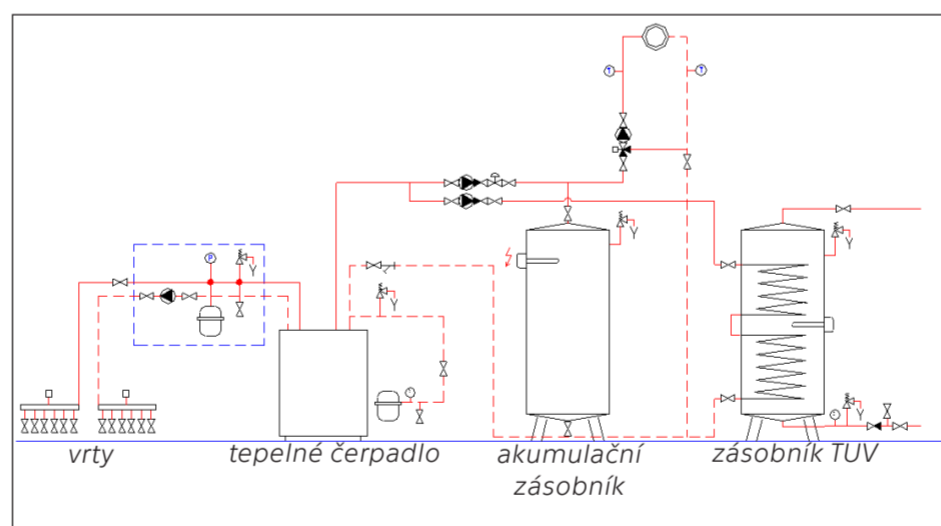 T
T
P
vrty
tepelné čerpadlo
akumulační
zásobník
zásobník TUV